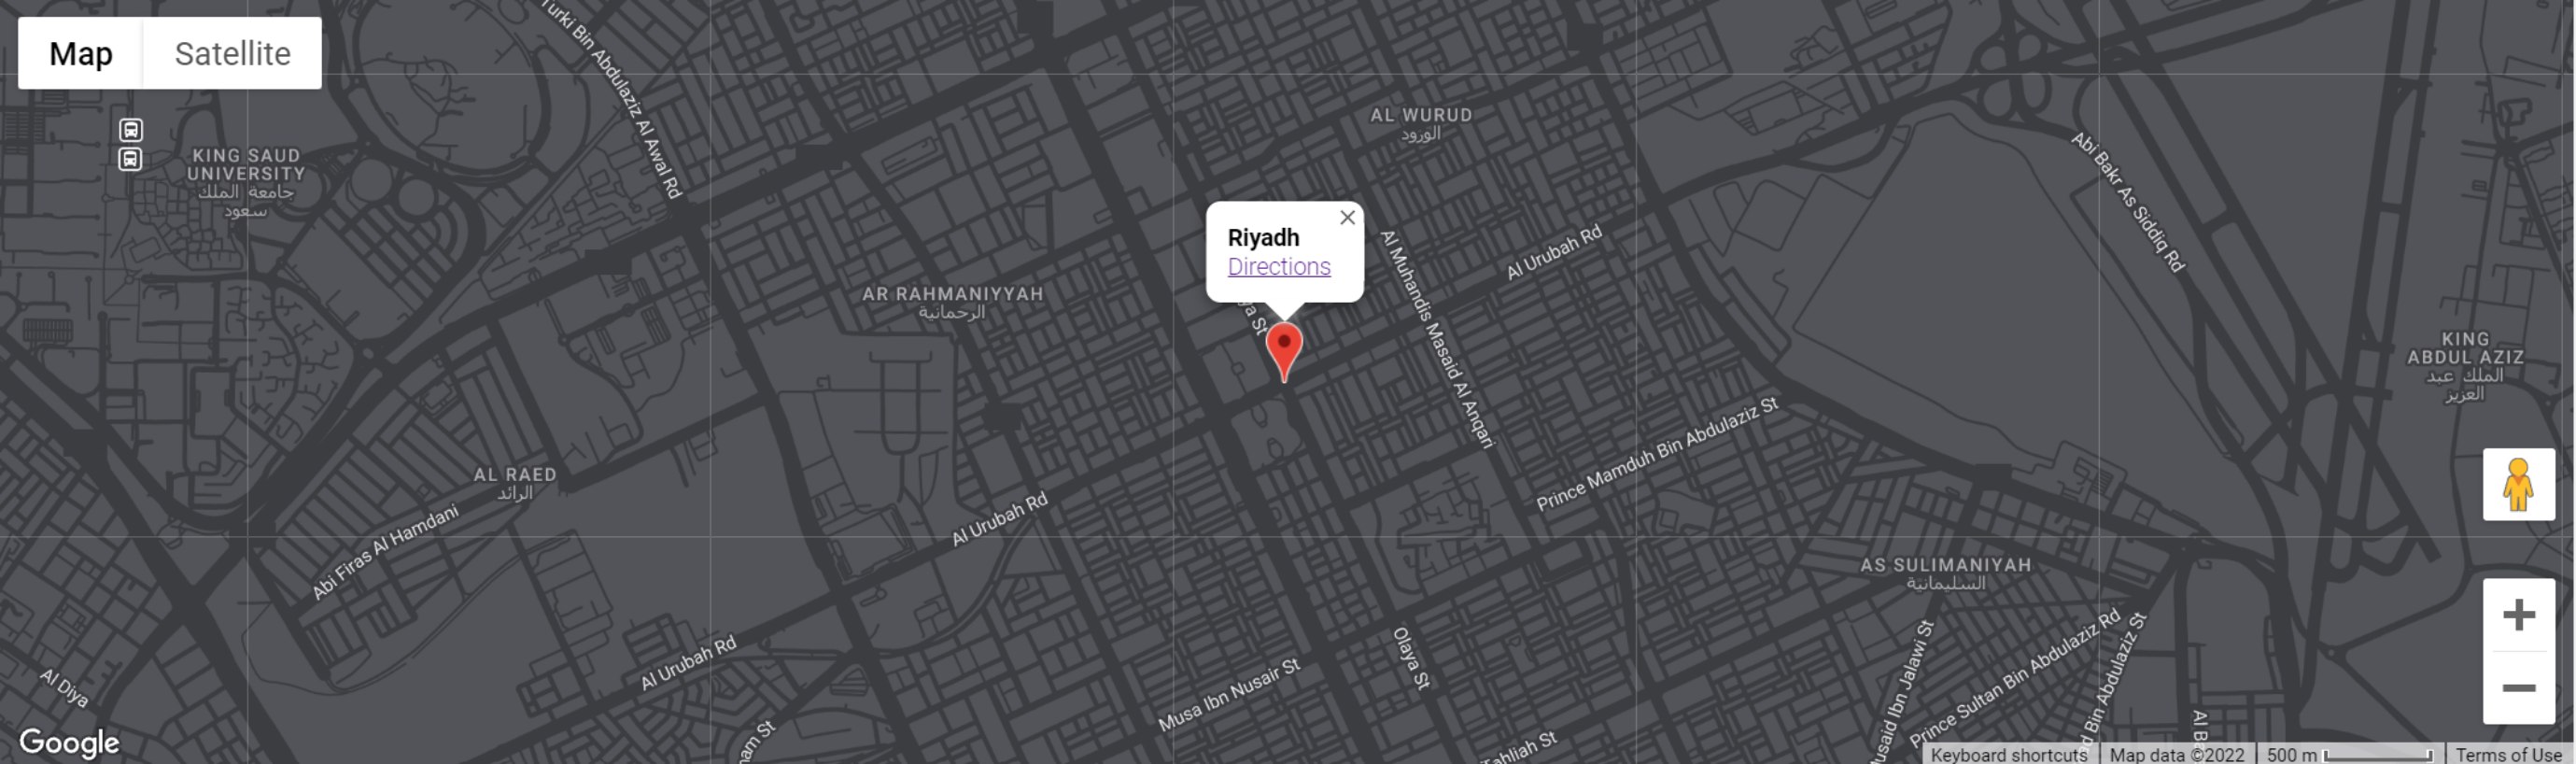 Map
Satellite
Turki Bin Abdulaziz Al Awal Rd
KING SAUD
UNIVERSITY
جامعة الملك
سعود
AL WURUD
الورود
Abi Bakr As Siddiq Rd
Riyadh
Directions
Al Muhandis Masaid Al Anqari
Al Urubah Rd
AR RAHMANIYYAH
الرحمانية
St
KING
ABDUL AZIZ
الملك عبد
العزيز
Prince Mamduh Bin Abdulaziz St
AL RAED
الرائد
Al Urubah Rd
Abi Firas Al Hamdani
AS SULIMANIYAH
السليمانية
Al Urubah Rd
Al Diya
Musa Ibn Nusair St
Olaya St
Ibn Jalawi St
Prince Sultan Bin Abdulaziz Rd
Bin Abdulaziz St
St
Tahliah St
Google
Keyboard shortcuts
Map data ©2022
500 m
Terms of Use